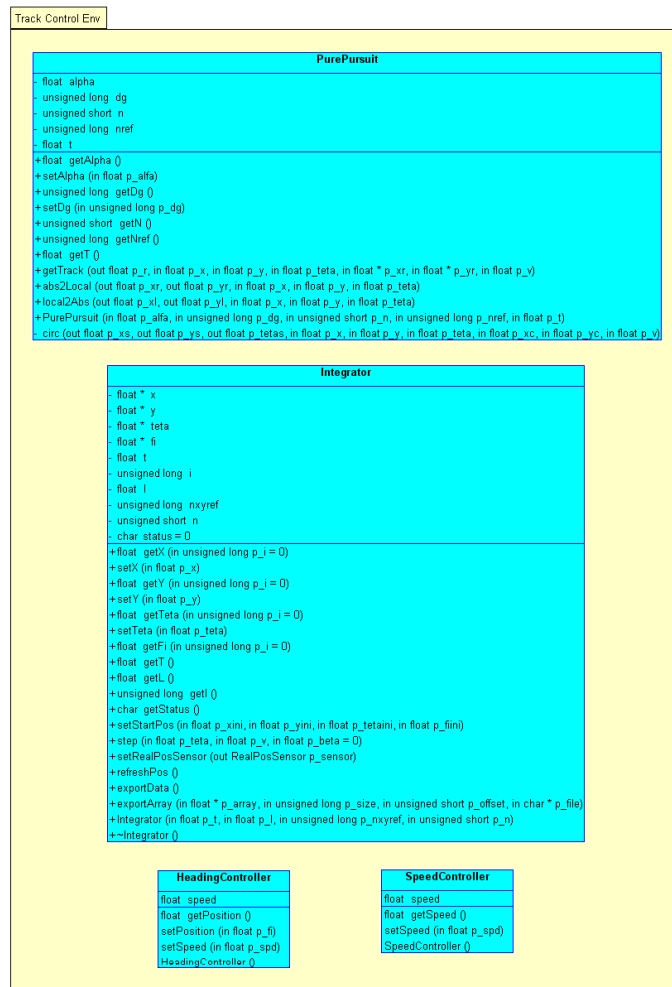 Track Control Env
PurePursuit
- float alpha
- unsigned long dg
- unsigned short n
- unsigned long nref
- float t
+float getAlpha ()
+setAlpha (in float p_alfa)
+unsigned long getDg ()
+setDg (in unsigned long p_dg)
+unsigned short getN ()
+unsigned long getNref ()
+float getT ()
+getTrack (out float p_r, in float p_x, in float p_y, in float p_teta, in float * p_xr, in float * p_yr, in float p_v)
+abs2Local (out float p_xr, out float p_yr, in float p_x, in float p_y, in float p_teta)
+local2Abs (out float p_xl, out float p_yl, in float p_x, in float p_y, in float p_teta)
+PurePursuit (in float p_alfa, in unsigned long p_dg, in unsigned short p_n, in unsigned long p_nref, in float p_t)
- circ (out float p_xs, out float p_ys, out float p_tetas, in float p_x, in float p_y, in float p_teta, in float p_xc, in float p_yc, in float p_v)
Integrator
- float * x
- float * y
- float * teta
- float * fi
- float t
- unsigned long i
- float l
- unsigned long nxyref
- unsigned short n
- char status = 0
+float getX (in unsigned long p_i = 0)
+setX (in float p_x)
+float getY (in unsigned long p_i = 0)
+setY (in float p_y)
+float getTeta (in unsigned long p_i = 0)
+setTeta (in float p_teta)
+float getFi (in unsigned long p_i = 0)
+float getT ()
+float getL ()
+unsigned long getI ()
+char getStatus ()
+setStartPos (in float p_xini, in float p_yini, in float p_tetaini, in float p_fiini)
+step (in float p_teta, in float p_v, in float p_beta = 0)
+setRealPosSensor (out RealPosSensor p_sensor)
+refreshPos ()
+exportData ()
+exportArray (in float * p_array, in unsigned long p_size, in unsigned short p_offset, in char * p_file)
+Integrator (in float p_t, in float p_l, in unsigned long p_nxyref, in unsigned short p_n)
+~Integrator ()
HeadingController
float speed
float getPosition ()
setPosition (in float p_fi)
setSpeed (in float p_spd)
HeadingController ()
SpeedController
float speed
float getSpeed ()
setSpeed (in float p_spd)
SpeedController ()